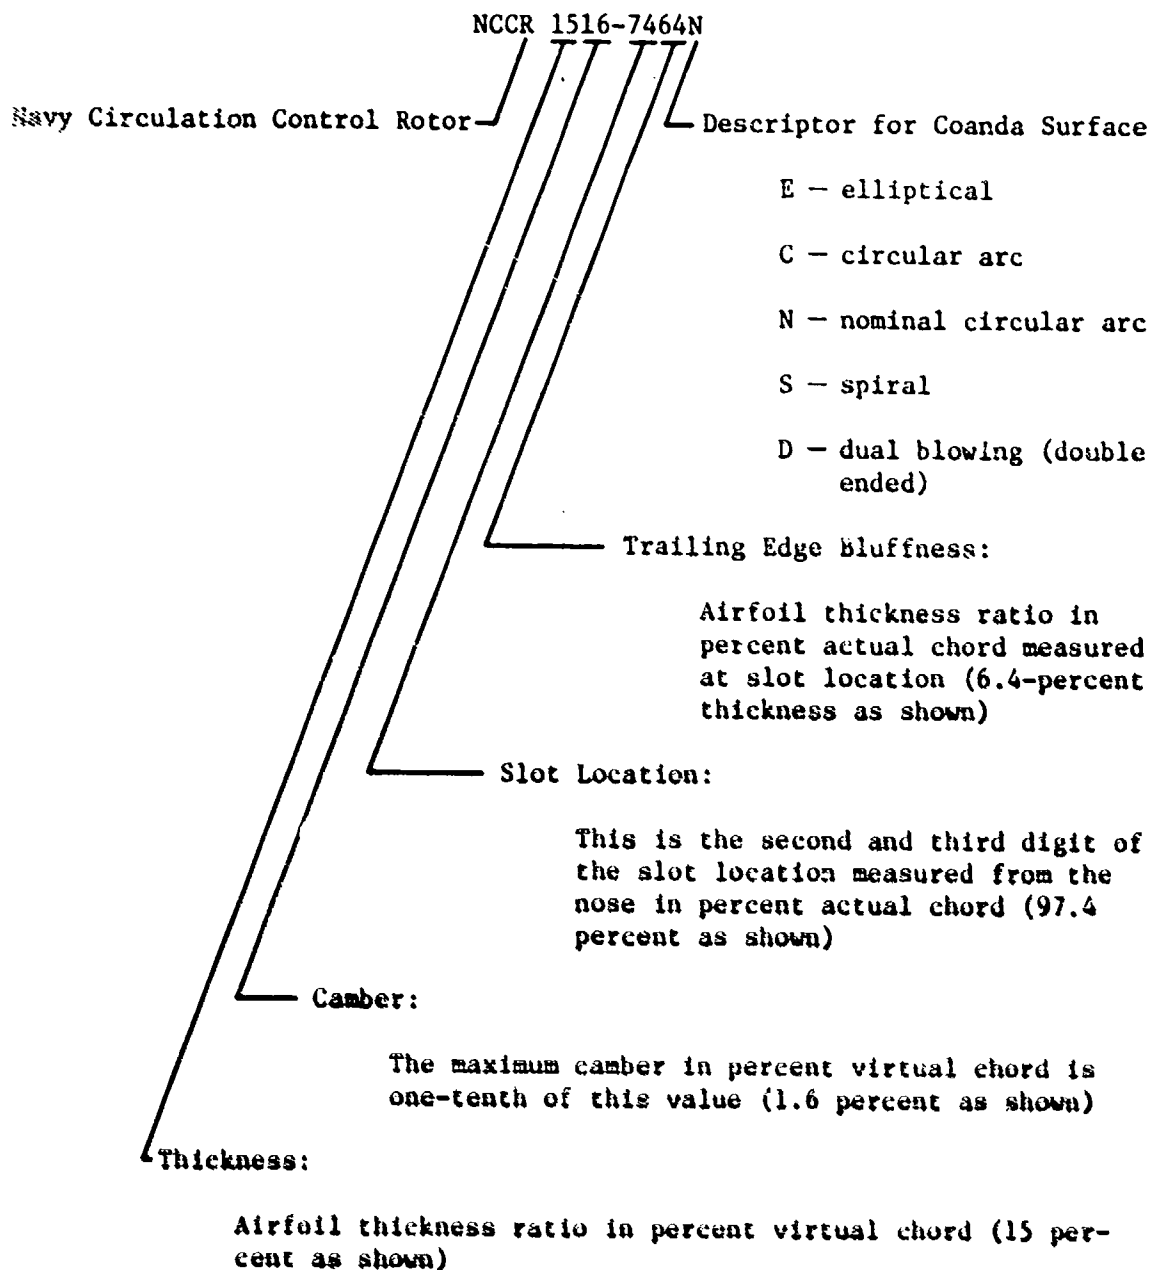 NCCR 1516-7464N
Navy Circulation Control Rotor
Descriptor for Coanda Surface
E — elliptical
C — circular arc
N — nominal circular arc
S — spiral
D — dual blowing (double
ended)
Trailing Edge Bluffness:
Airfoil thickness ratio in
percent actual chord measured
at slot location (6.4-percent
thickness as shown)
Slot Location:
This is the second and third digit of
the slot location measured from the
nose in percent actual chord (97.4
percent as shown)
Camber:
The maximum camber in percent virtual chord is
one-tenth of this value (1.6 percent as shown)
Thickness:
Airfoil thickness ratio in percent virtual chord (15 per-
cent as shown)